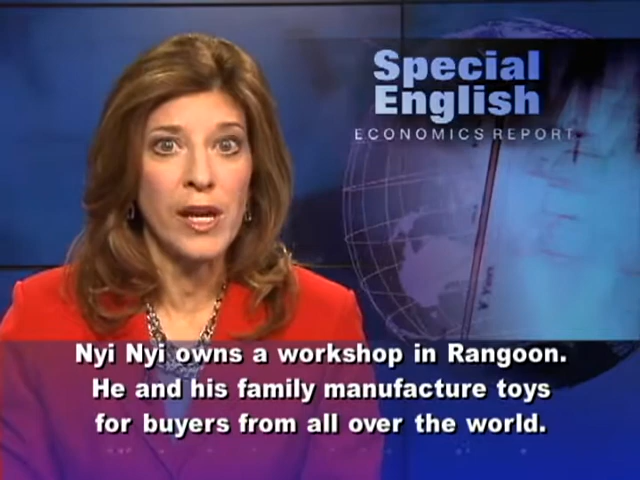 Special
English
ECONOMICS REPORT
Nyi Nyi owns a workshop in Rangoon.
He and his family manufacture toys
for buyers from all over the world.